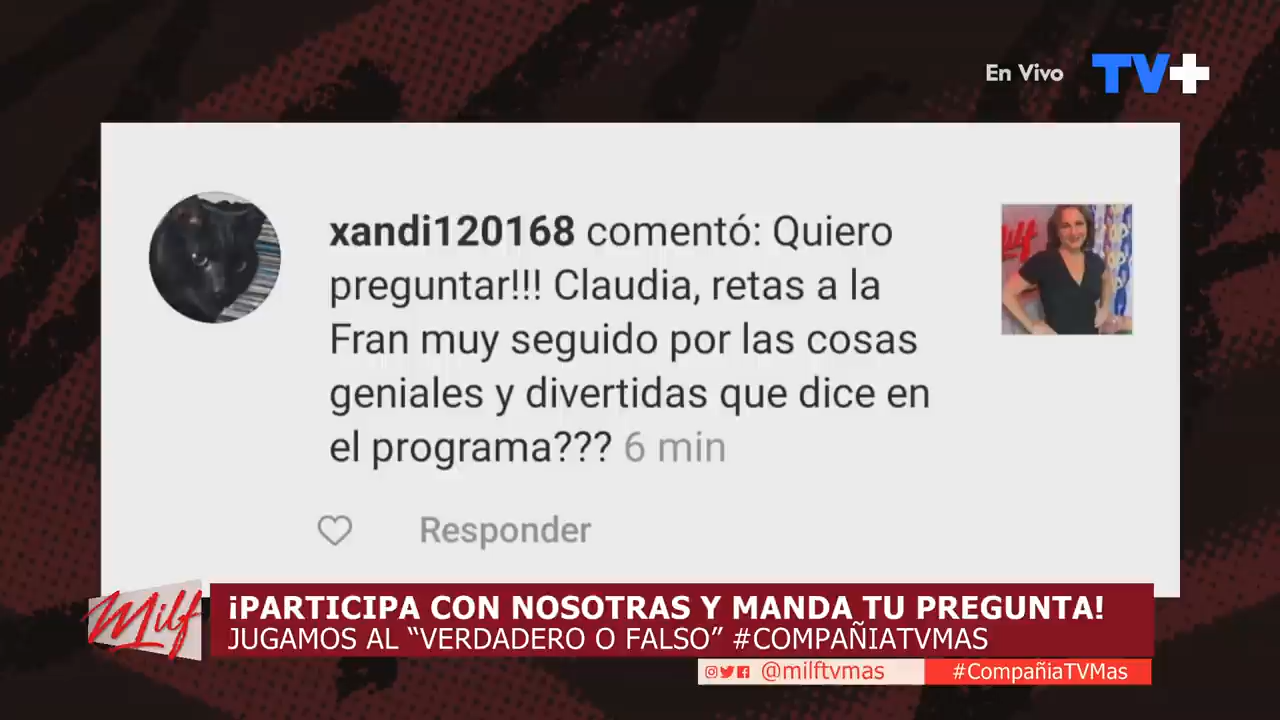 En Vivo TV+
xandi120168 comentó: Quiero
preguntar!!! Claudia, retas a la
Fran muy seguido por las cosas
geniales y divertidas que dice en
el programa??? 6 min
Responder
Milf
¡PARTICIPA CON NOSOTRAS Y MANDA TU PREGUNTA!
JUGAMOS AL “VERDADERO O FALSO” #COMPAÑIATVMAS
@milftvmas #CompañiaTVMas
Milf